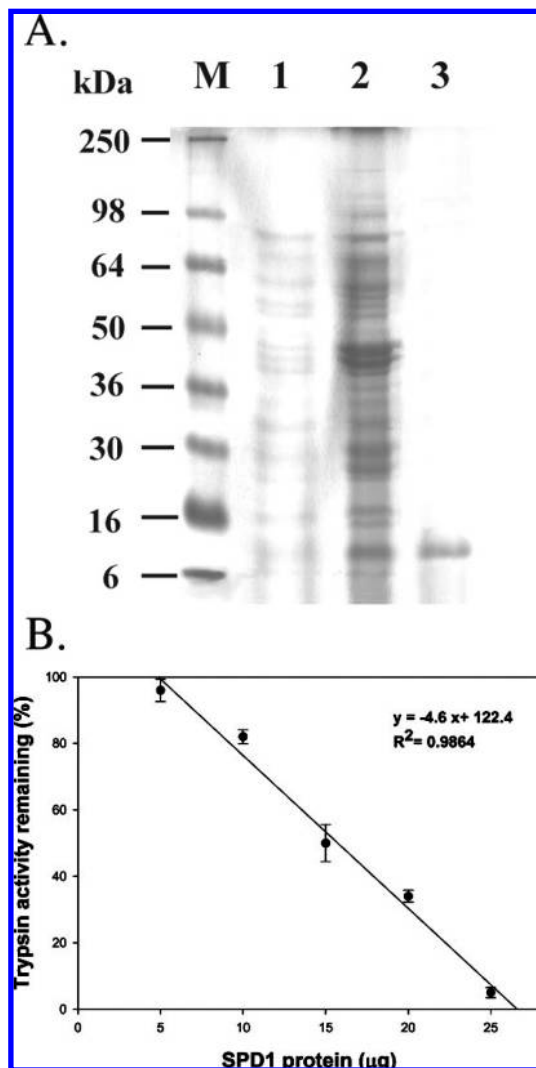 A.
kDa M 1 2 3
250
98
64
50
36
30
16
6
B.
100
80
60
40
20
0
y = -4.6 x+ 122.4
R2= 0.9864
Trypsin activity remaining (%)
0 5 10 15 20 25
SPD1 protein (µg)